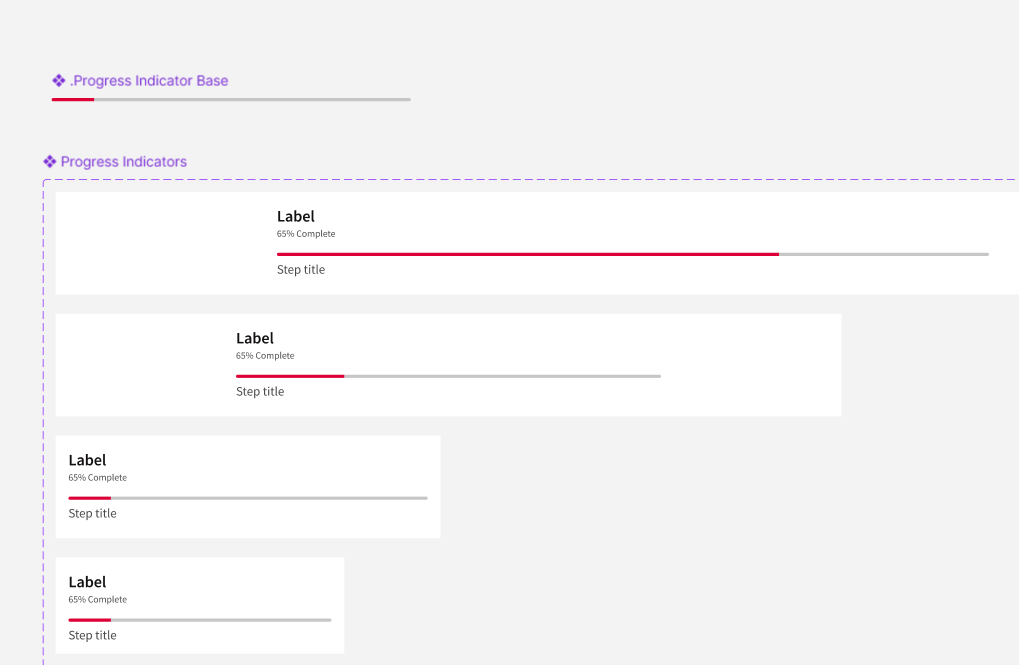 .Progress Indicator Base
Progress Indicators
Label
65% Complete
Step title
Label
65% Complete
Step title
Label
65% Complete
Step title
Label
65% Complete
Step title